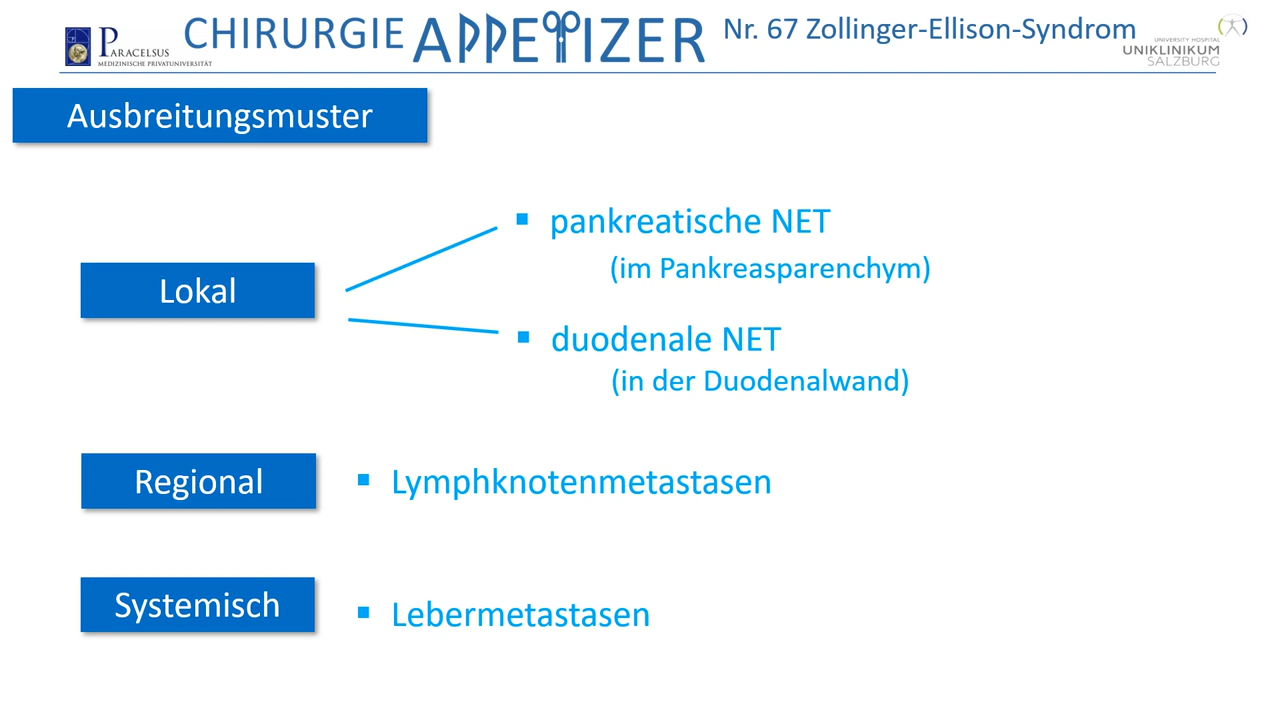 PARACELSUS
MEDIZINISCHE PRIVATUNIVERSITÄT
CHIRURGIE APPETIZER
Nr. 67 Zollinger-Ellison-Syndrom
UNIVERSITY HOSPITAL
UNIKLINIKUM
SALZBURG
Ausbreitungsmuster
Lokal
▪ pankreatische NET
(im Pankreasparenchym)
▪ duodenale NET
(in der Duodenalwand)
Regional
▪ Lymphknotenmetastasen
Systemisch
▪ Lebermetastasen